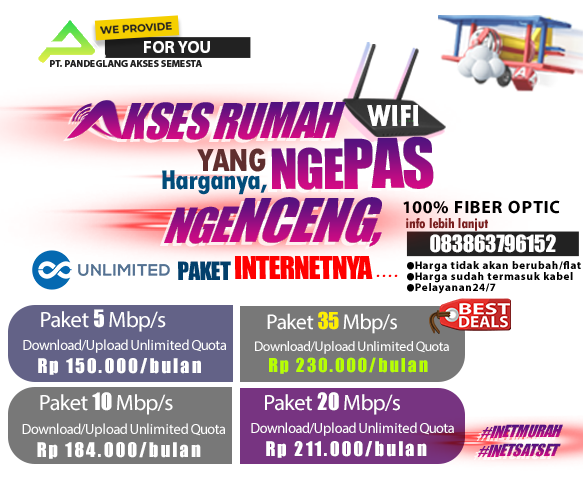 WE PROVIDE
FOR YOU
PT. PANDEGLANG AKSES SEMESTA
AKSES RUMAH WIFI
YANG
Harganya, NGEPAS
NGENCENG,
100% FIBER OPTIC
info lebih lanjut
083863796152
●Harga tidak akan berubah/flat
●Harga sudah termasuk kabel
●Pelayanan24/7
UNLIMITED PAKET INTERNETNYA ....
Paket 5 Mbp/s
Download/Upload Unlimited Quota
Rp 150.000/bulan
Paket 35 Mbp/s
Download/Upload Unlimited Quota
Rp 230.000/bulan
BEST
DEALS
Paket 10 Mbp/s
Download/Upload Unlimited Quota
Rp 184.000/bulan
Paket 20 Mbp/s
Download/Upload Unlimited Quota
Rp 211.000/bulan
#INETMURAH
#INETSATSET